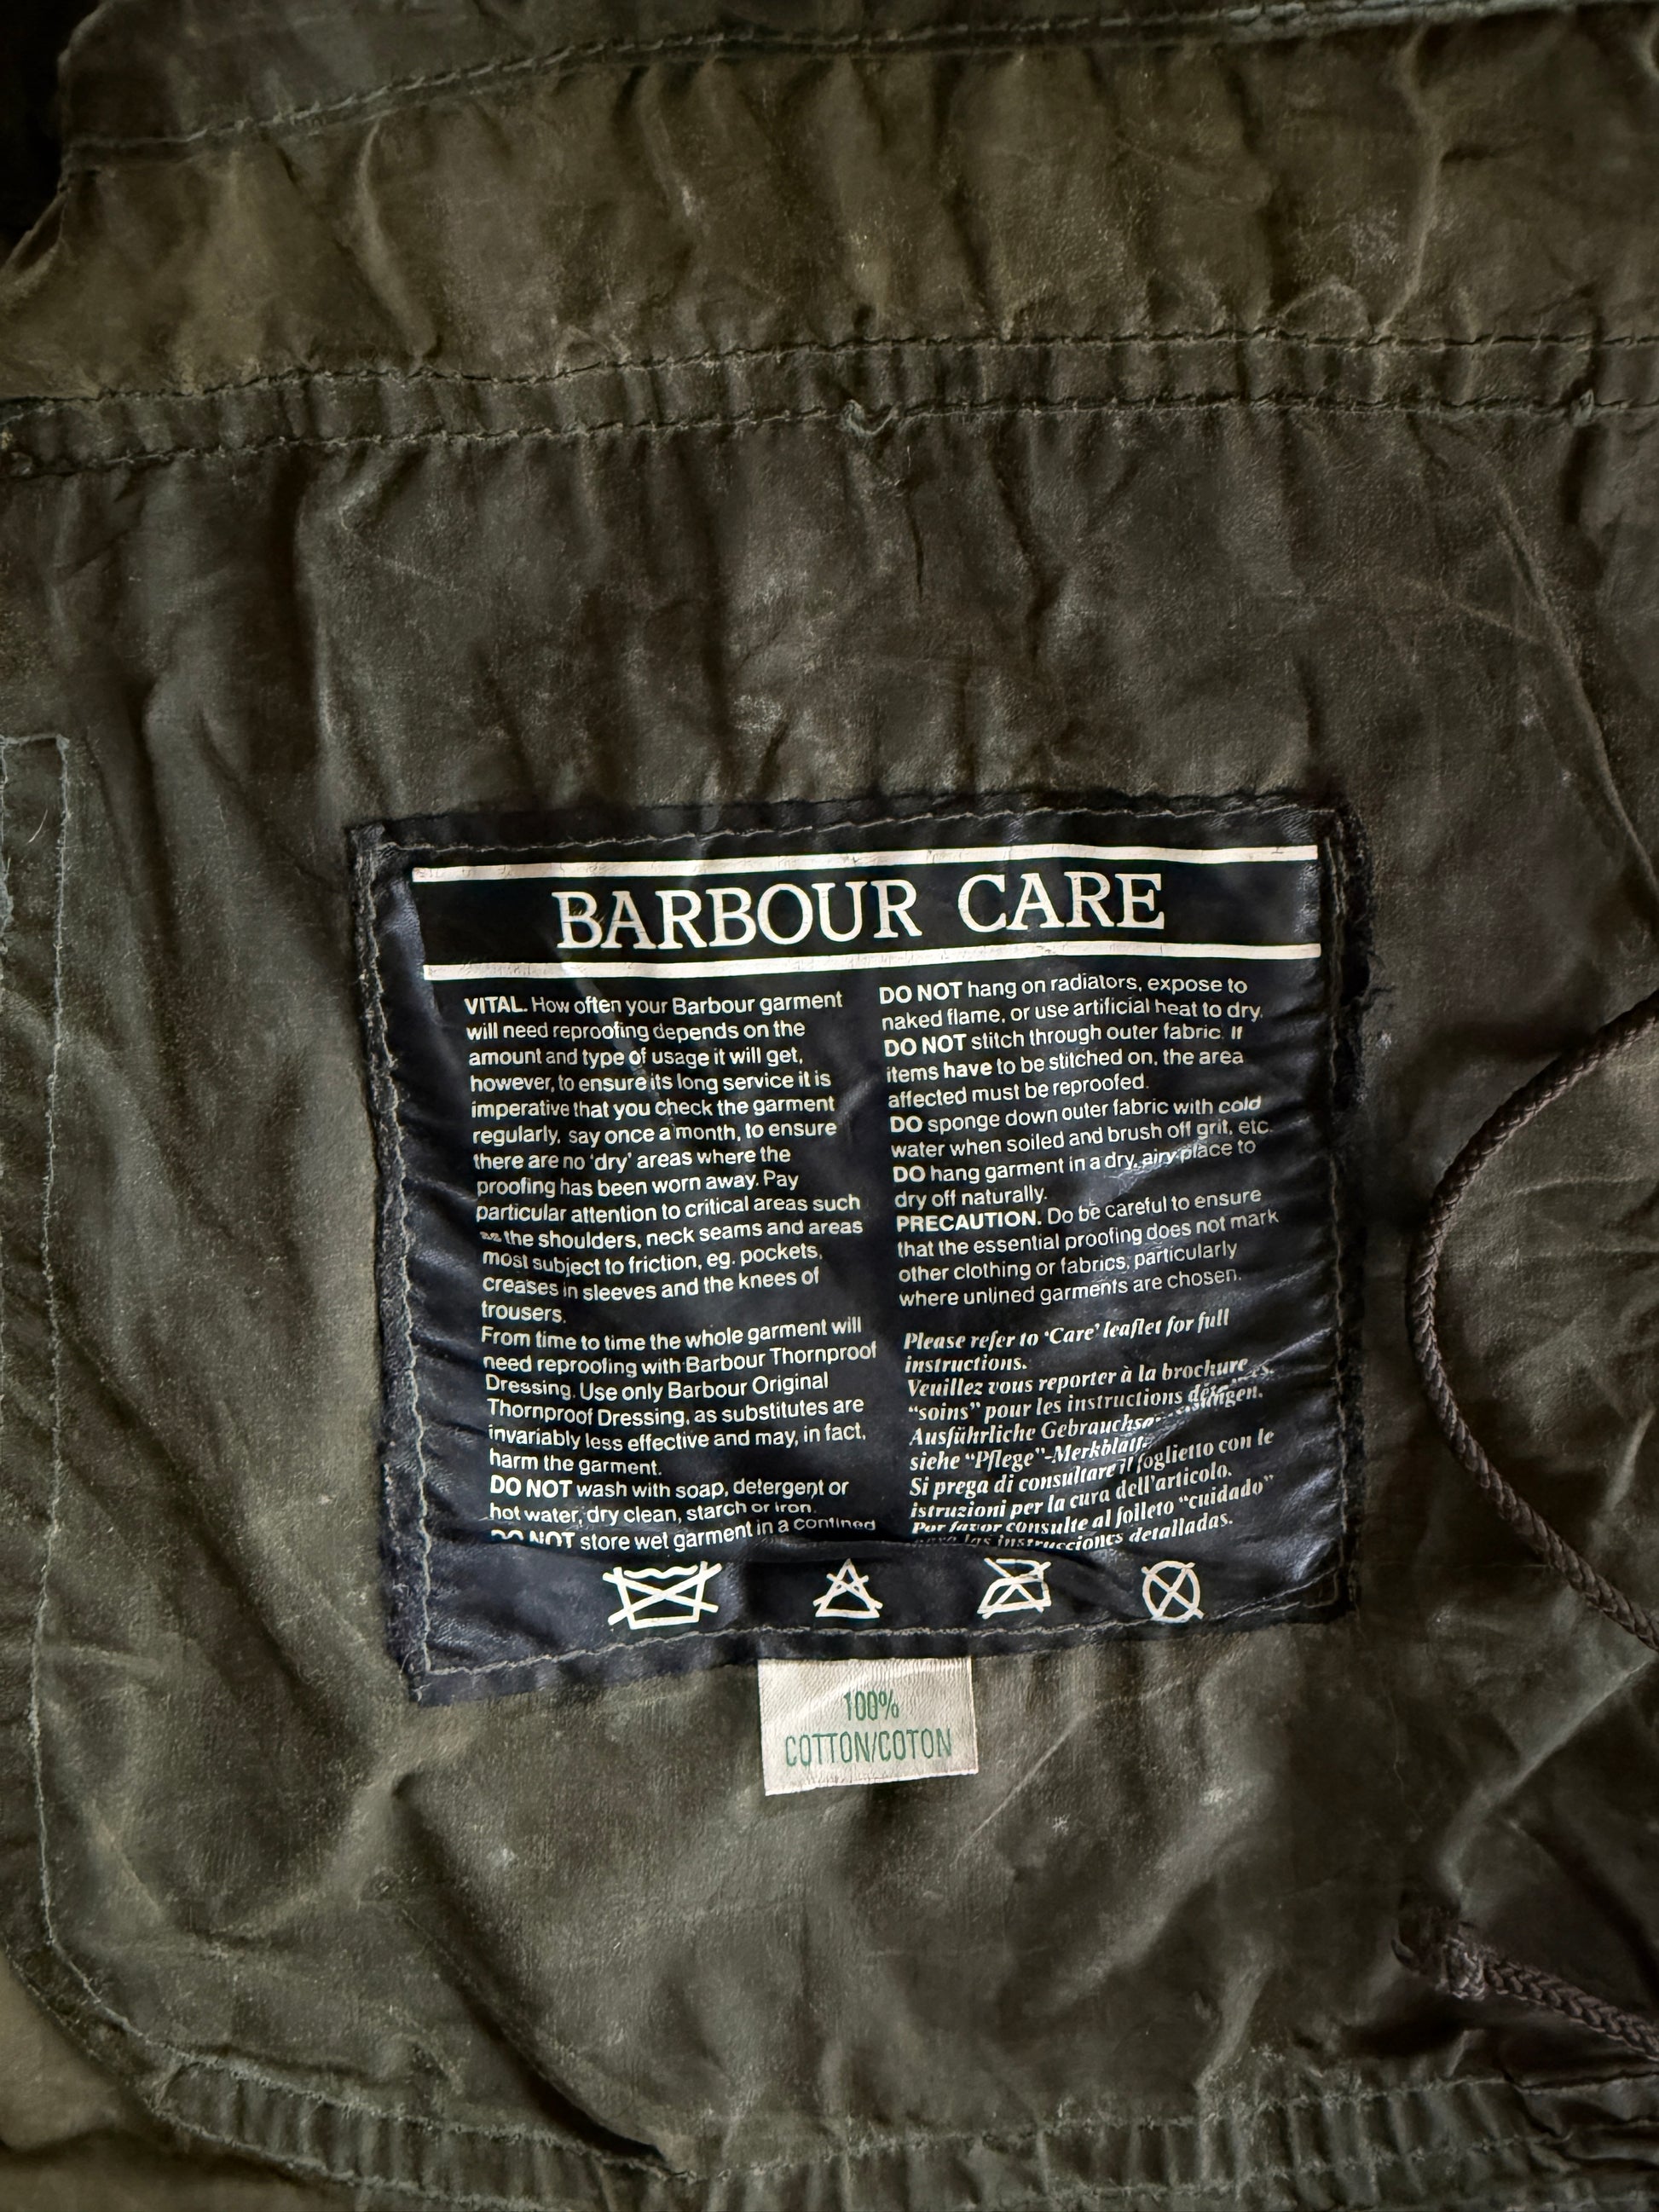 BARBOUR CARE
VITAL. How often your Barbour garment
will need reproofing depends on the
amount and type of usage it will get,
however, to ensure its long service it is
imperative that you check the garment
regularly, say once a month, to ensure
there are no 'dry' areas where the
proofing has been worn away. Pay
particular attention to critical areas such
as the shoulders, neck seams and areas
most subject to friction, eg. pockets,
creases in sleeves and the knees of
trousers.
From time to time the whole garment will
need reproofing with Barbour Thornproof
Dressing. Use only Barbour Original
Thornproof Dressing, as substitutes are
invariably less effective and may, in fact,
harm the garment.
DO NOT wash with soap, detergent or
hot water, dry clean, starch or iron.
DO NOT store wet garment in a confined
DO NOT hang on radiators, expose to
naked flame, or use artificial heat to dry.
DO NOT stitch through outer fabric. If
items have to be stitched on, the area
affected must be reproofed.
DO sponge down outer fabric with cold
water when soiled and brush off grit, etc.
DO hang garment in a dry, airy place to
dry off naturally.
PRECAUTION. Do be careful to ensure
that the essential proofing does not mark
other clothing or fabrics, particularly
where unlined garments are chosen.
Please refer to 'Care' leaflet for full
instructions.
Veuillez vous reporter à la brochure
"soins" pour les instructions
Ausführliche
siehe "Pflege"-Merkblatt.
Si prega di consultare il foglietto con le
istruzioni per la cura dell'articolo.
Por favor consulte al folleto "cuidado"
para las instrucciones detalladas.
100%
COTTON/COTON